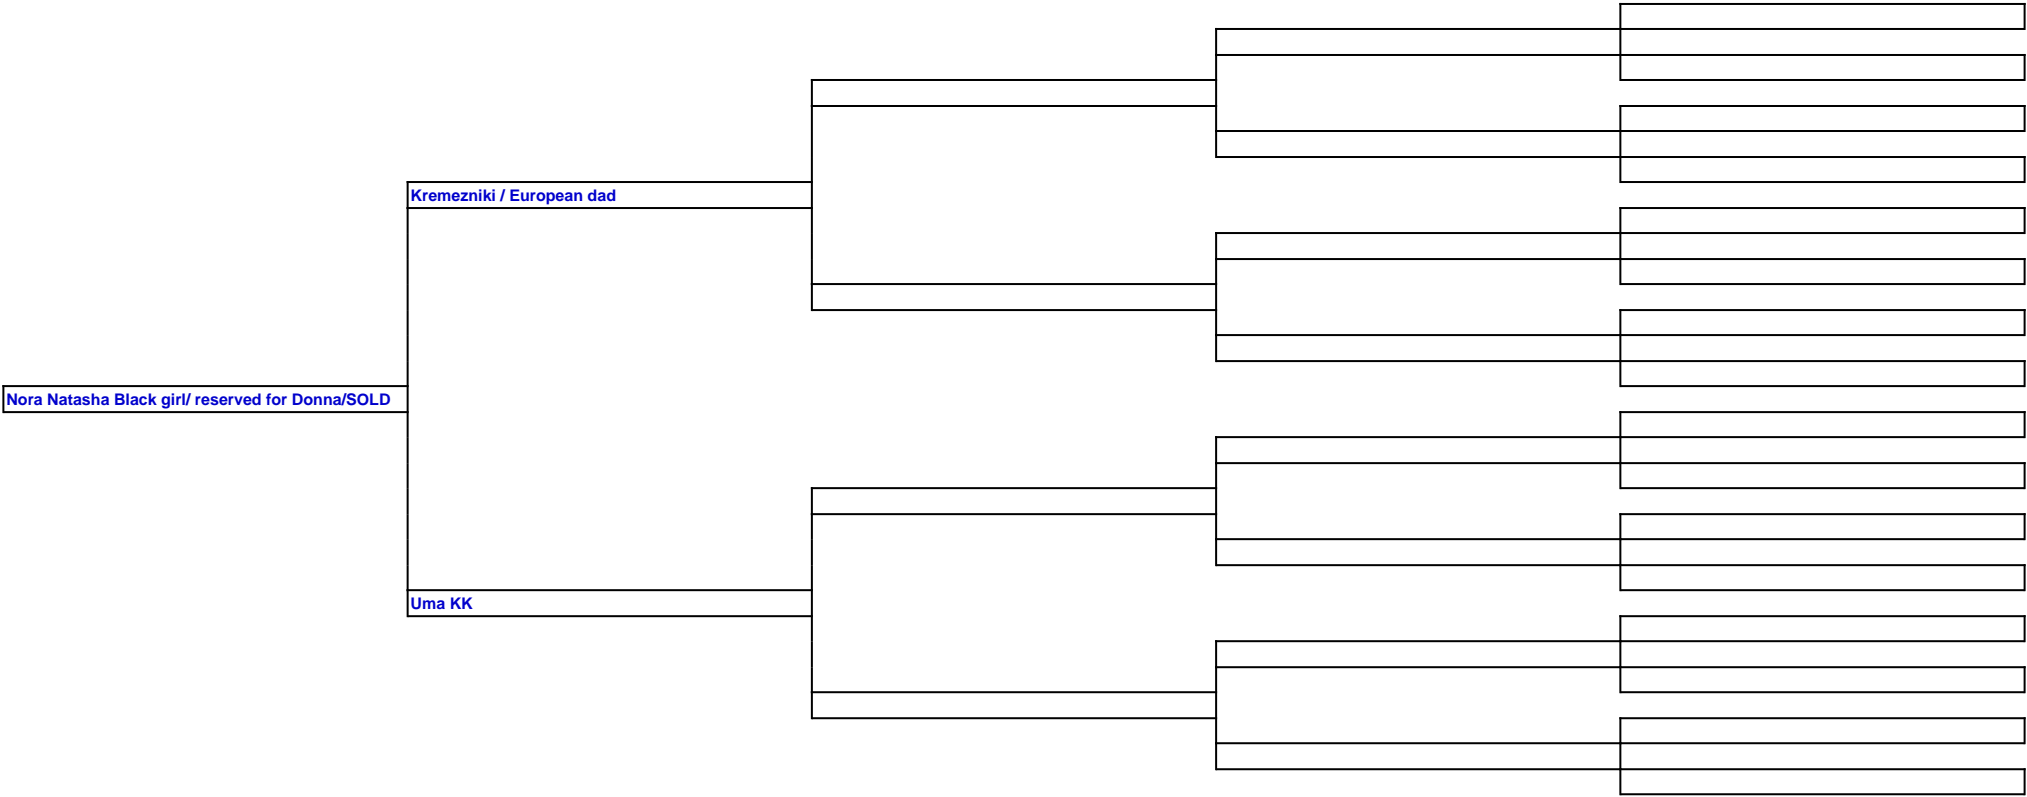 Kremezniki / European dad
Nora Natasha Black girl/ reserved for Donna/SOLD
Uma KK